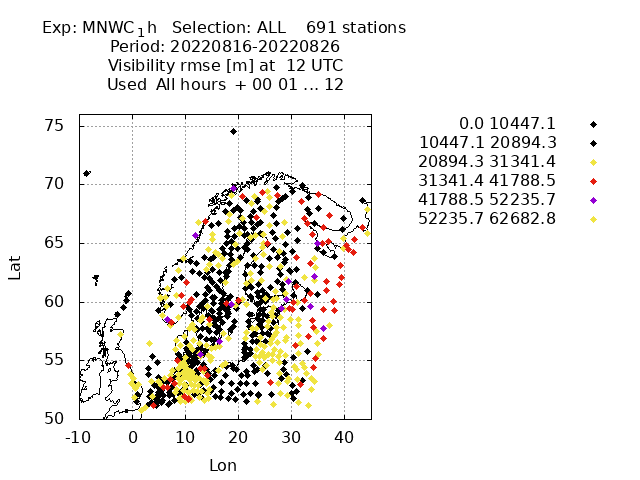 Exp: MNWC_1h   Selection: ALL    691 stations
Period: 20220816-20220826
Visibility rmse [m] at  12 UTC
Used  All hours  + 00 01 ... 12
0.0 10447.1
10447.1 20894.3
20894.3 31341.4
31341.4 41788.5
41788.5 52235.7
52235.7 62682.8
75
70
65
60
55
50
Lat
-10 0 10 20 30 40
Lon